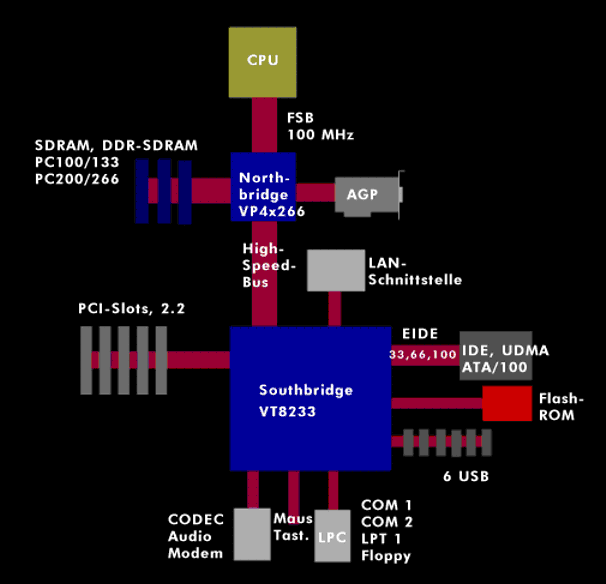 CPU
FSB
100 MHz
SDRAM, DDR-SDRAM
PC100/133
PC200/266
North-
bridge
VP4x266
AGP
High-
Speed-
Bus
LAN-
Schnittstelle
PCI-Slots, 2.2
EIDE
33,66,100
IDE, UDMA
ATA/100
Southbridge
VT8233
Flash-
ROM
6 USB
CODEC
Audio
Modem
Maus
Tast.
LPC
COM 1
COM 2
LPT 1
Floppy